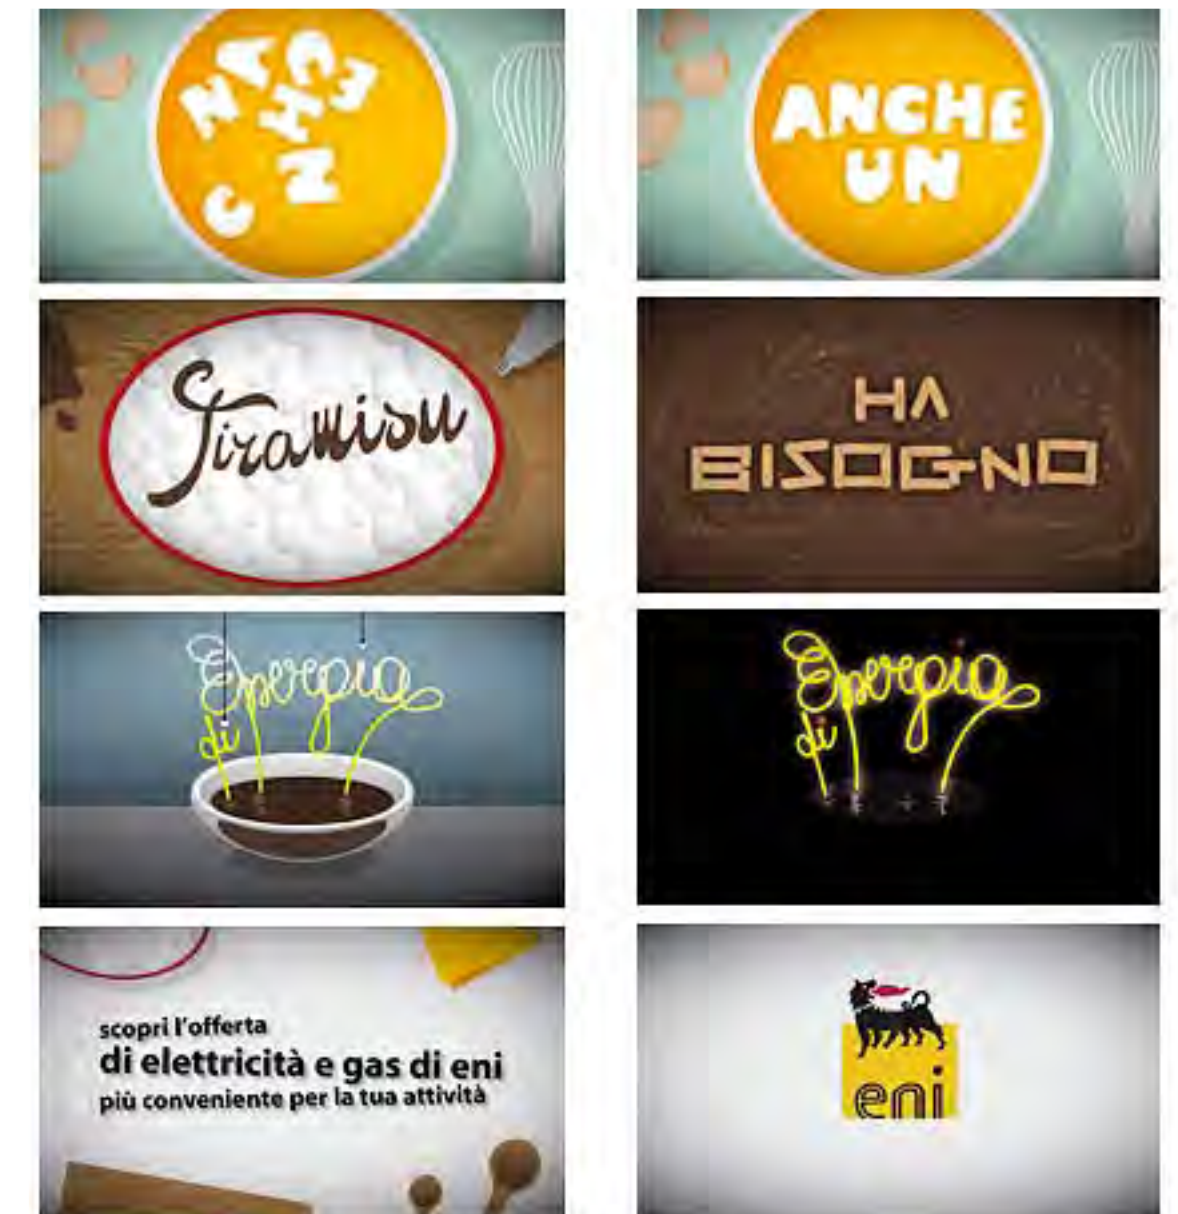 ANCHE
UN
Tiramisu
HA
BISOGNO
di Energia
di Energia
scopri l'offerta
di elettricità e gas di eni
più conveniente per la tua attività
eni